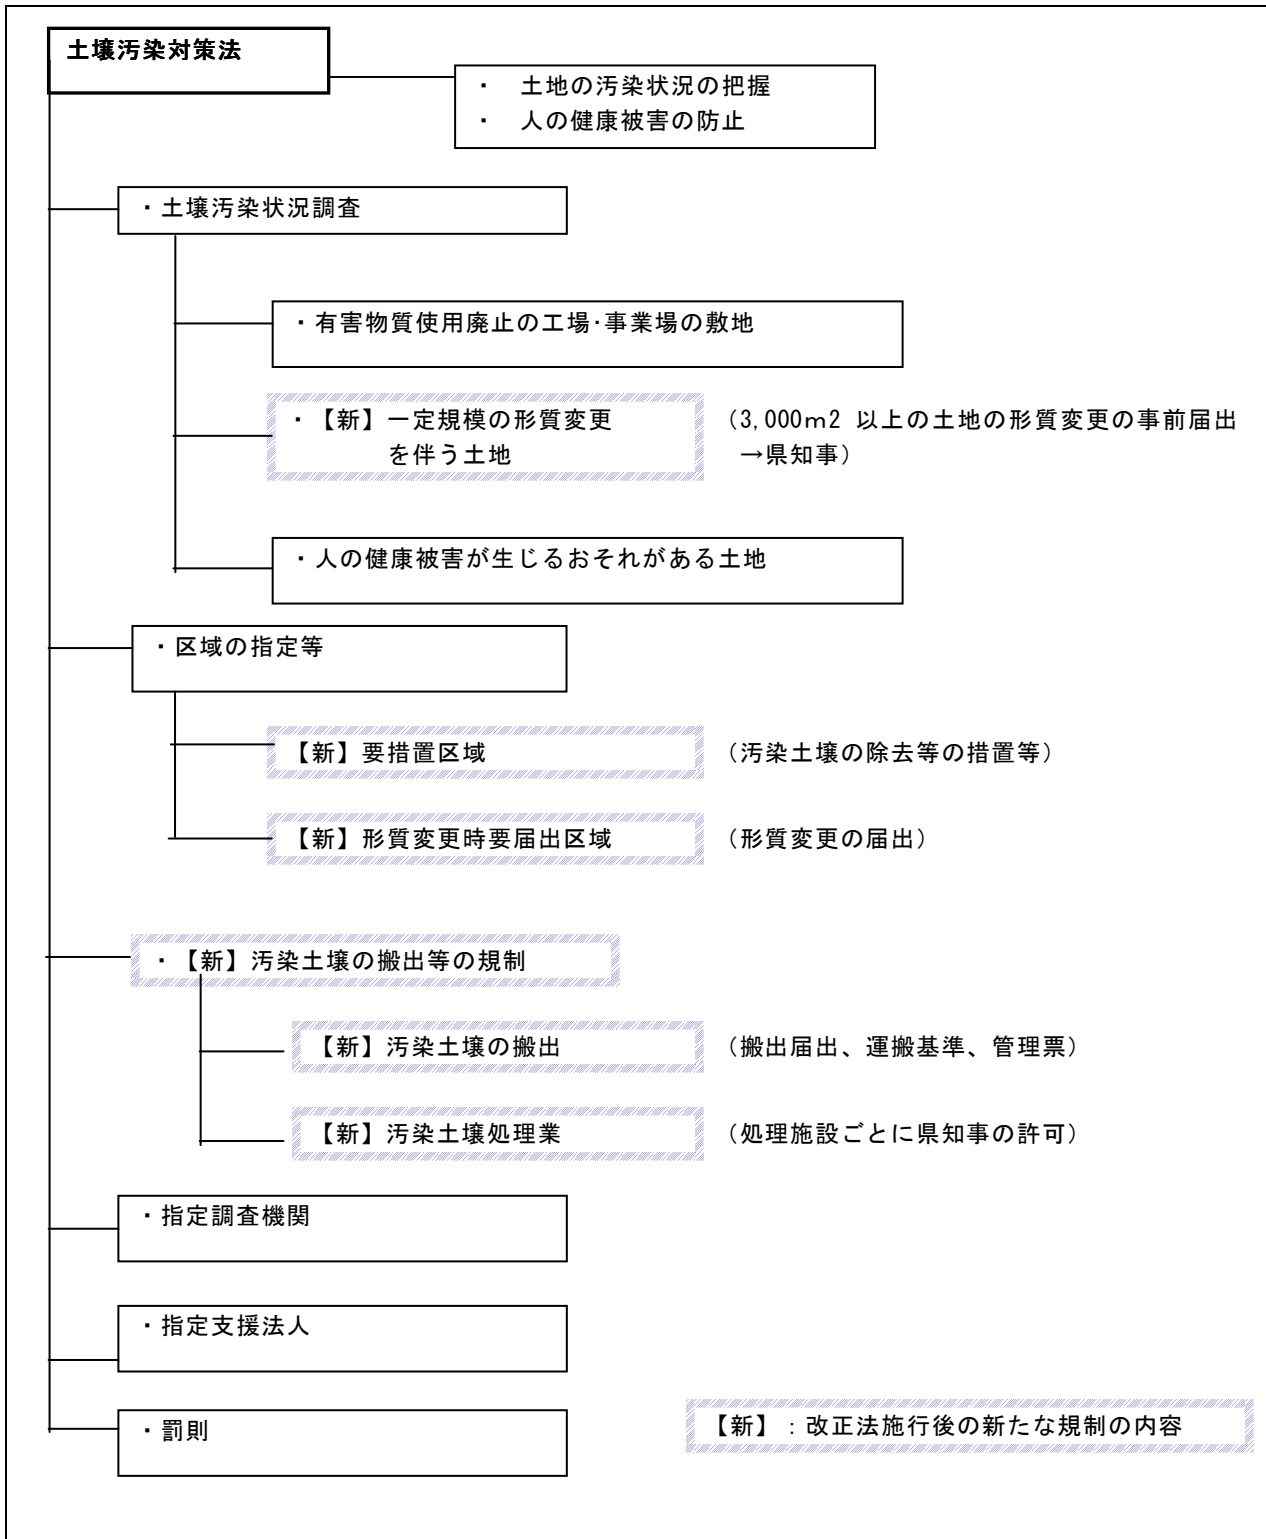 土壌汚染対策法
・　土地の汚染状況の把握
・　人の健康被害の防止
・土壌汚染状況調査
・有害物質使用廃止の工場･事業場の敷地
・【新】一定規模の形質変更
を伴う土地
（3,000ｍ2 以上の土地の形質変更の事前届出
→県知事）
・人の健康被害が生じるおそれがある土地
・区域の指定等
【新】要措置区域
（汚染土壌の除去等の措置等）
【新】形質変更時要届出区域
（形質変更の届出）
・【新】汚染土壌の搬出等の規制
【新】汚染土壌の搬出
（搬出届出、運搬基準、管理票）
【新】汚染土壌処理業
（処理施設ごとに県知事の許可）
・指定調査機関
・指定支援法人
・罰則
【新】：改正法施行後の新たな規制の内容